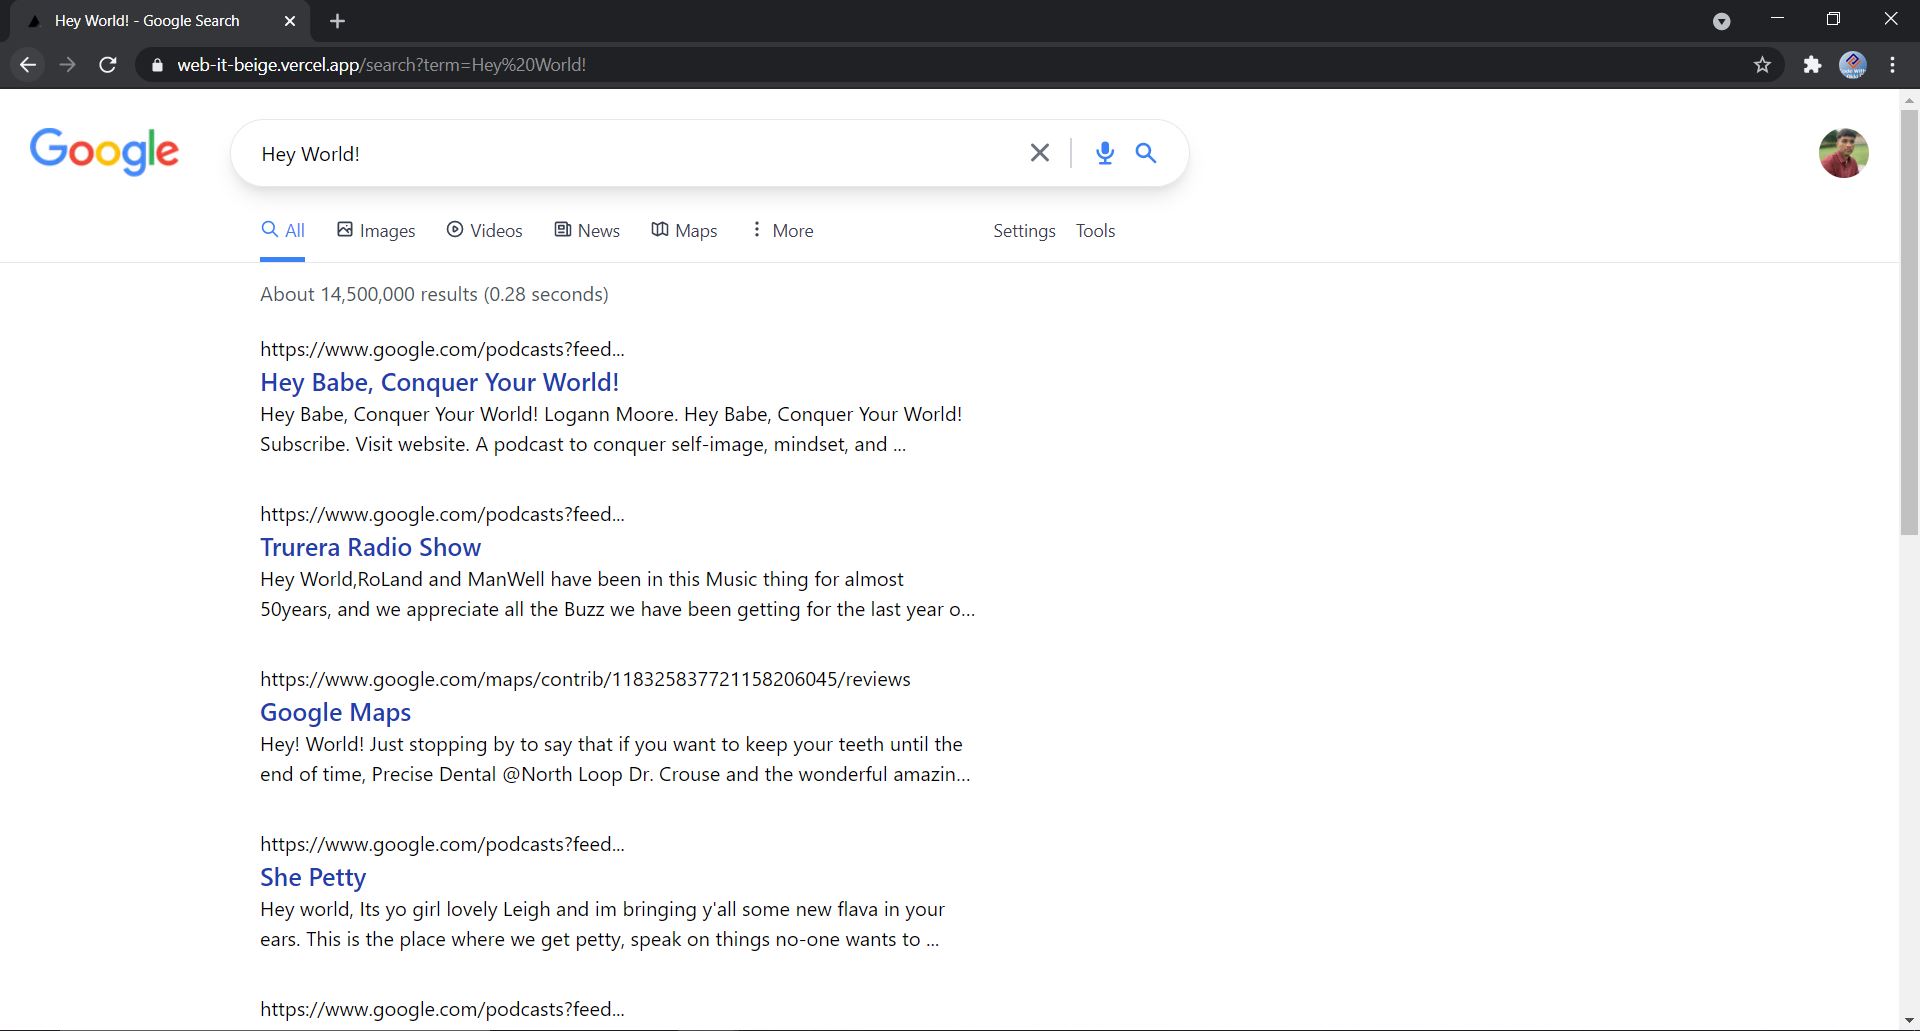 Hey World! - Google Search
web-it-beige.vercel.app/search?term=Hey%20World!
Google
Hey World!
All Images Videos News Maps More Settings Tools
About 14,500,000 results (0.28 seconds)
https://www.google.com/podcasts?feed...
Hey Babe, Conquer Your World!
Hey Babe, Conquer Your World! Logann Moore. Hey Babe, Conquer Your World!
Subscribe. Visit website. A podcast to conquer self-image, mindset, and ...
https://www.google.com/podcasts?feed...
Trurera Radio Show
Hey World,RoLand and ManWell have been in this Music thing for almost
50years, and we appreciate all the Buzz we have been getting for the last year o...
https://www.google.com/maps/contrib/118325837721158206045/reviews
Google Maps
Hey! World! Just stopping by to say that if you want to keep your teeth until the
end of time, Precise Dental @North Loop Dr. Crouse and the wonderful amazin...
https://www.google.com/podcasts?feed...
She Petty
Hey world, Its yo girl lovely Leigh and im bringing y'all some new flava in your
ears. This is the place where we get petty, speak on things no-one wants to ...
https://www.google.com/podcasts?feed...